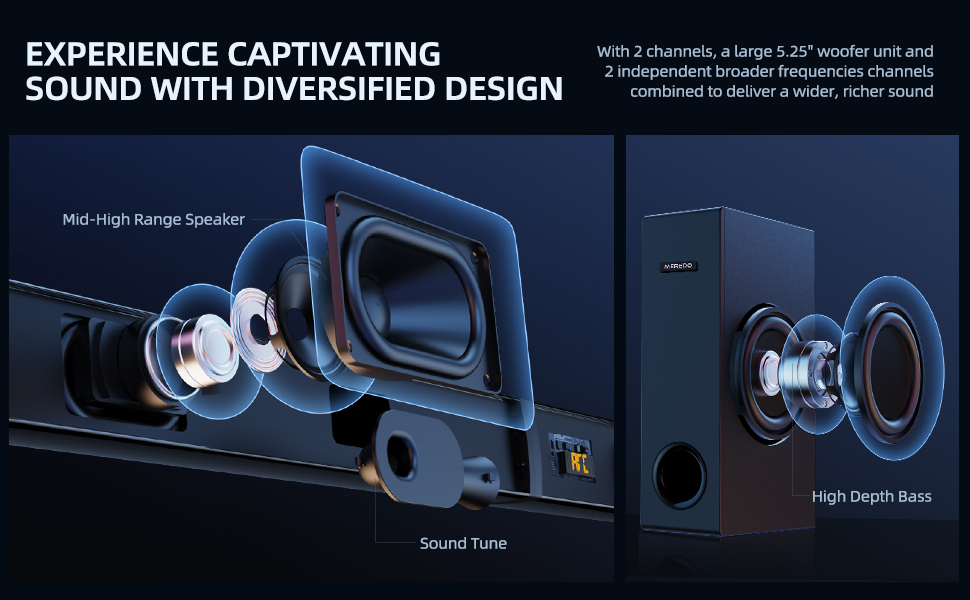 EXPERIENCE CAPTIVATING
SOUND WITH DIVERSIFIED DESIGN
With 2 channels, a large 5.25" woofer unit and
2 independent broader frequencies channels
combined to deliver a wider, richer sound
Mid-High Range Speaker
Sound Tune
MEREDO
High Depth Bass